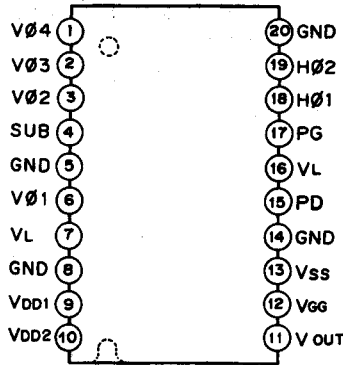 VØ4 1
VØ3 2
VØ2 3
SUB 4
GND 5
VØ1 6
VL 7
GND 8
VDD1 9
VDD2 10
20 GND
19 HØ2
18 HØ1
17 PG
16 VL
15 PD
14 GND
13 VSS
12 VGG
11 V OUT